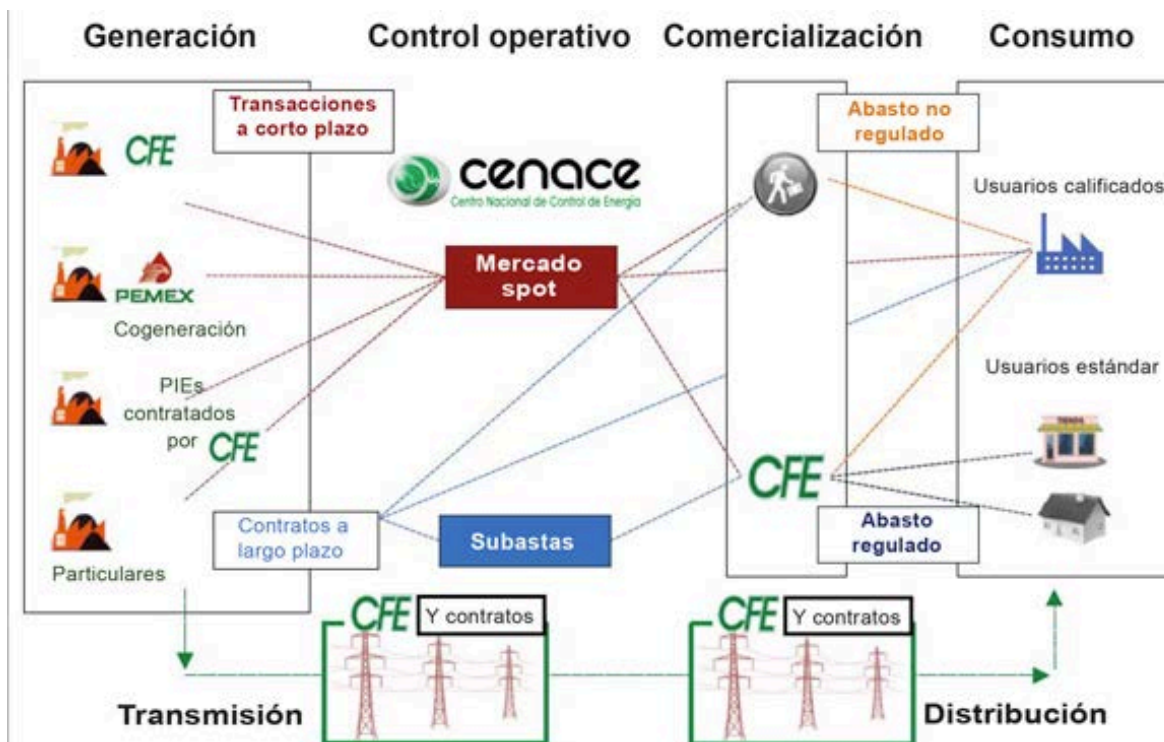 Generación
Control operativo
Comercialización
Consumo
Transacciones
a corto plazo
CFE
cenace
Centro Nacional de Control de Energía
Abasto no
regulado
Usuarios calificados
PEMEX
Cogeneración
Mercado
spot
PIEs
contratados
por
CFE
Usuarios estándar
TIENDA
CFE
Particulares
Contratos a
largo plazo
Subastas
Abasto
regulado
CFE
Y contratos
CFE
Y contratos
Transmisión
Distribución